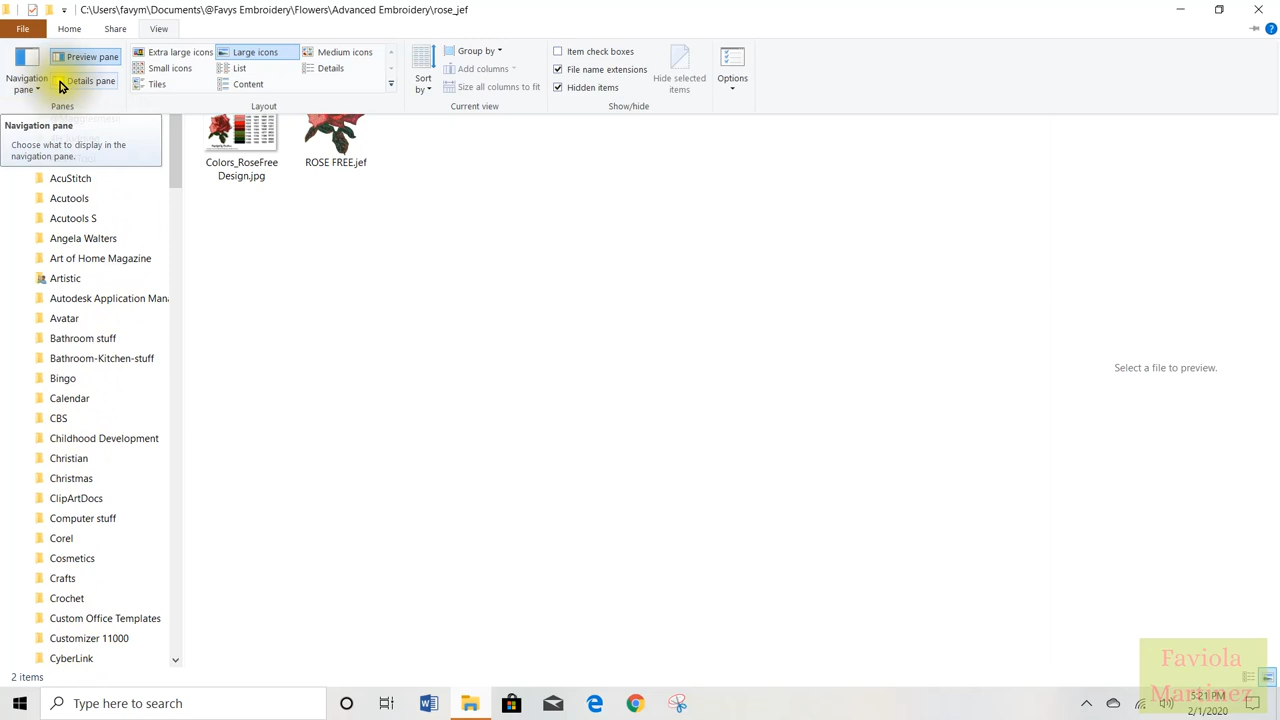 C:\Users\favym\Documents\@Favys Embroidery\Flowers\Advanced Embroidery\rose_jef
File Home Share View
Navigation pane
Preview pane
Details pane
Panes
Extra large icons Large icons Medium icons
Small icons List Details
Tiles Content
Layout
Sort by
Group by
Add columns
Size all columns to fit
Current view
Item check boxes
File name extensions
Hidden items
Hide selected items
Show/hide
Options
Navigation pane
Choose what to display in the
navigation pane.
Colors_RoseFree
Design.jpg
ROSE FREE.jef
AcuStitch
Acutools
Acutools S
Angela Walters
Art of Home Magazine
Artistic
Autodesk Application Man
Avatar
Bathroom stuff
Bathroom-Kitchen-stuff
Bingo
Calendar
CBS
Childhood Development
Christian
Christmas
ClipArtDocs
Computer stuff
Corel
Cosmetics
Crafts
Crochet
Custom Office Templates
Customizer 11000
CyberLink
Select a file to preview.
2 items
Faviola
Martinez
Type here to search
5:21 PM
2/1/2020